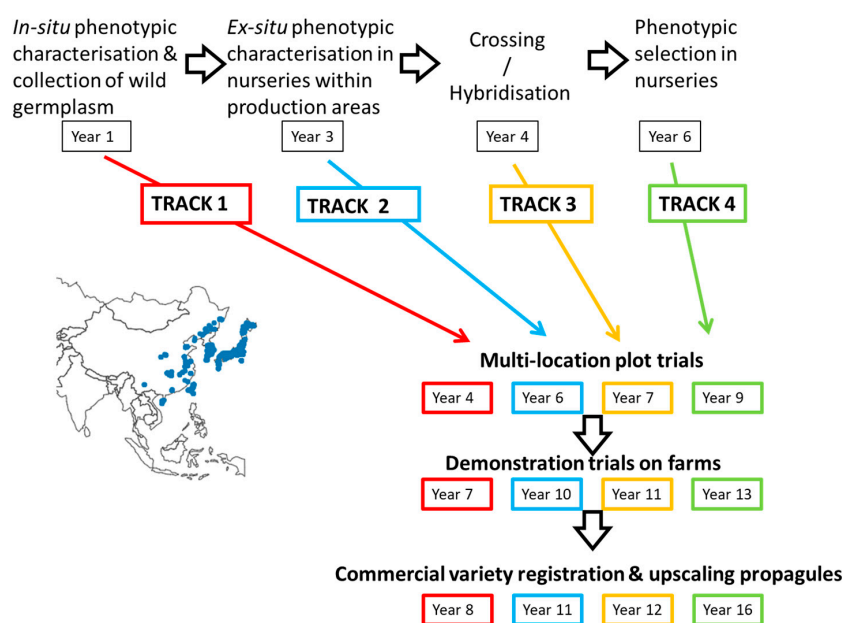 In-situ phenotypic
characterisation &
collection of wild
germplasm
Ex-situ phenotypic
characterisation in
nurseries within
production areas
Crossing
/
Hybridisation
Phenotypic
selection in
nurseries
Year 1
Year 3
Year 4
Year 6
TRACK 1
TRACK 2
TRACK 3
TRACK 4
Multi-location plot trials
Year 4
Year 6
Year 7
Year 9
Demonstration trials on farms
Year 7
Year 10
Year 11
Year 13
Commercial variety registration & upscaling propagules
Year 8
Year 11
Year 12
Year 16